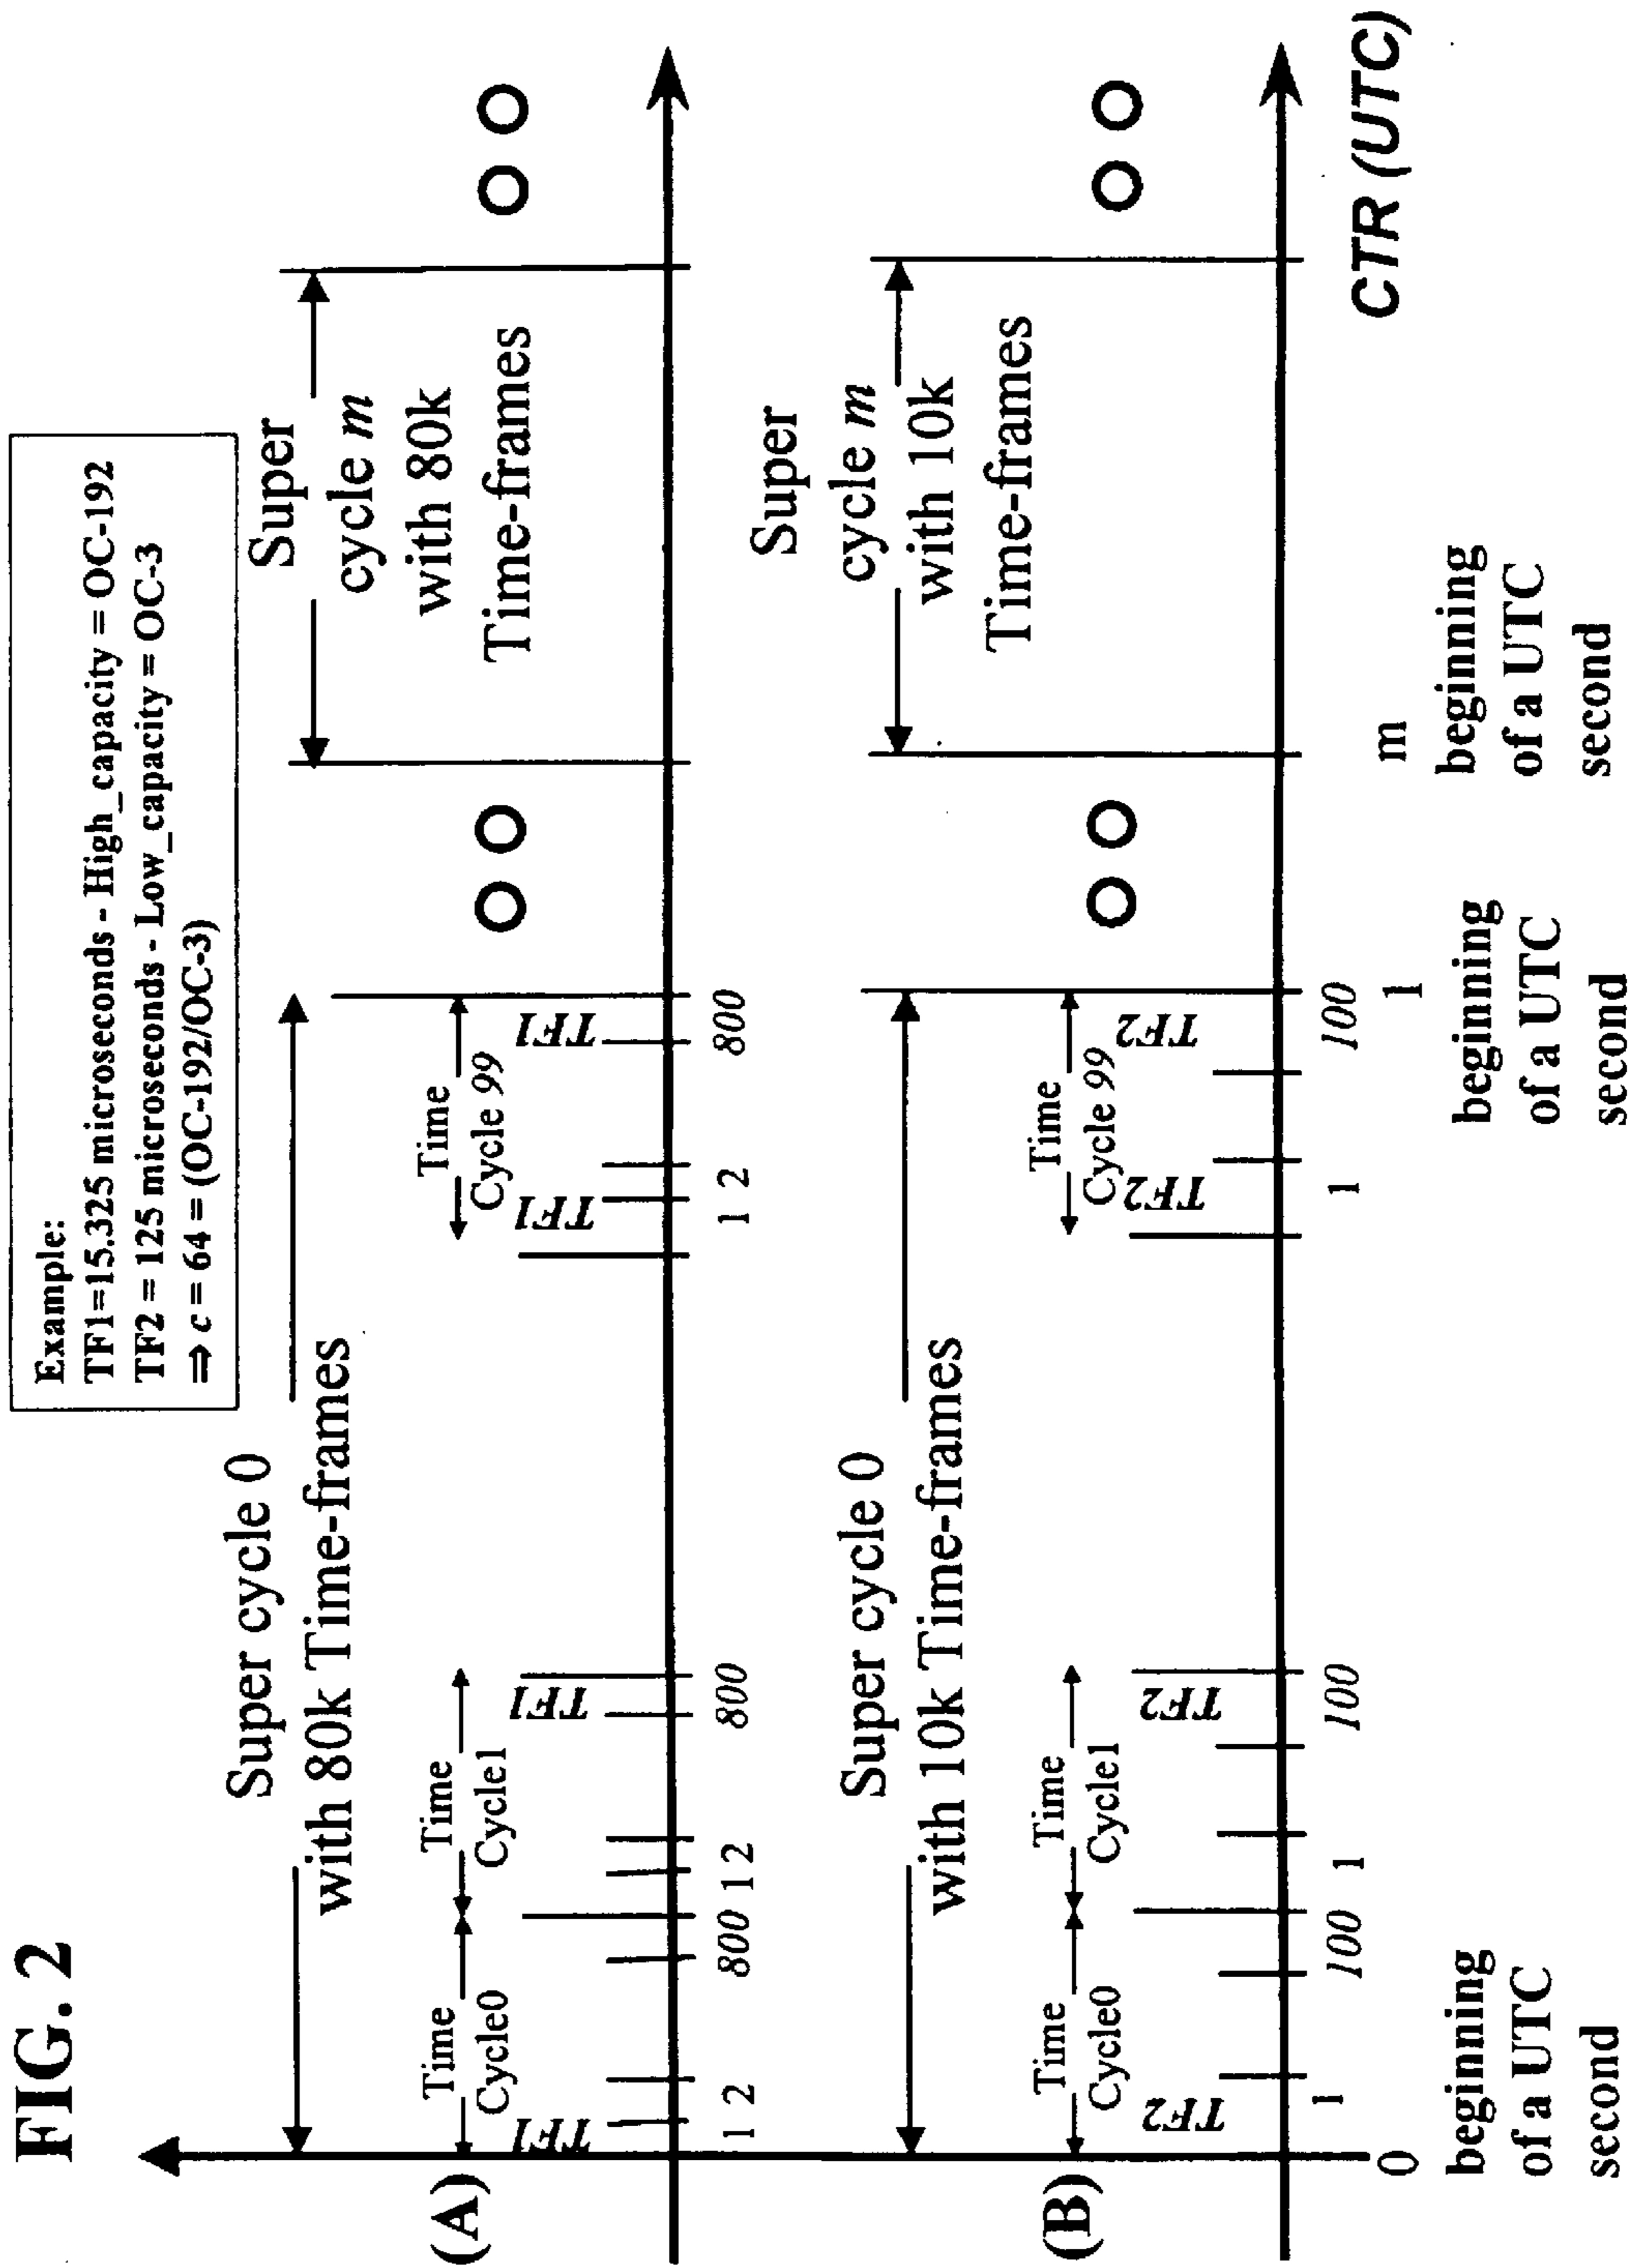 FIG. 2
Example:
TF1=15.325 microseconds - High_capacity = OC-192
TF2 = 125 microseconds - Low_capacity = OC-3
⇒ c = 64 = (OC-192/OC-3)
(A)
Super cycle 0
with 80k Time-frames
Super
cycle m
with 80k
Time-frames
Time
Cycle0
Time
Cycle1
Time
Cycle 99
TF1
TF1
TF1
TF1
1 2
800
1 2
800
1 2
800
(B)
Super cycle 0
with 10k Time-frames
Super
cycle m
with 10k
Time-frames
Time
Cycle0
Time
Cycle1
Time
Cycle 99
TF2
TF2
TF2
TF2
1
100
1
100
1
100
0
beginning
of a UTC
second
1
beginning
of a UTC
second
m
beginning
of a UTC
second
CTR (UTC)